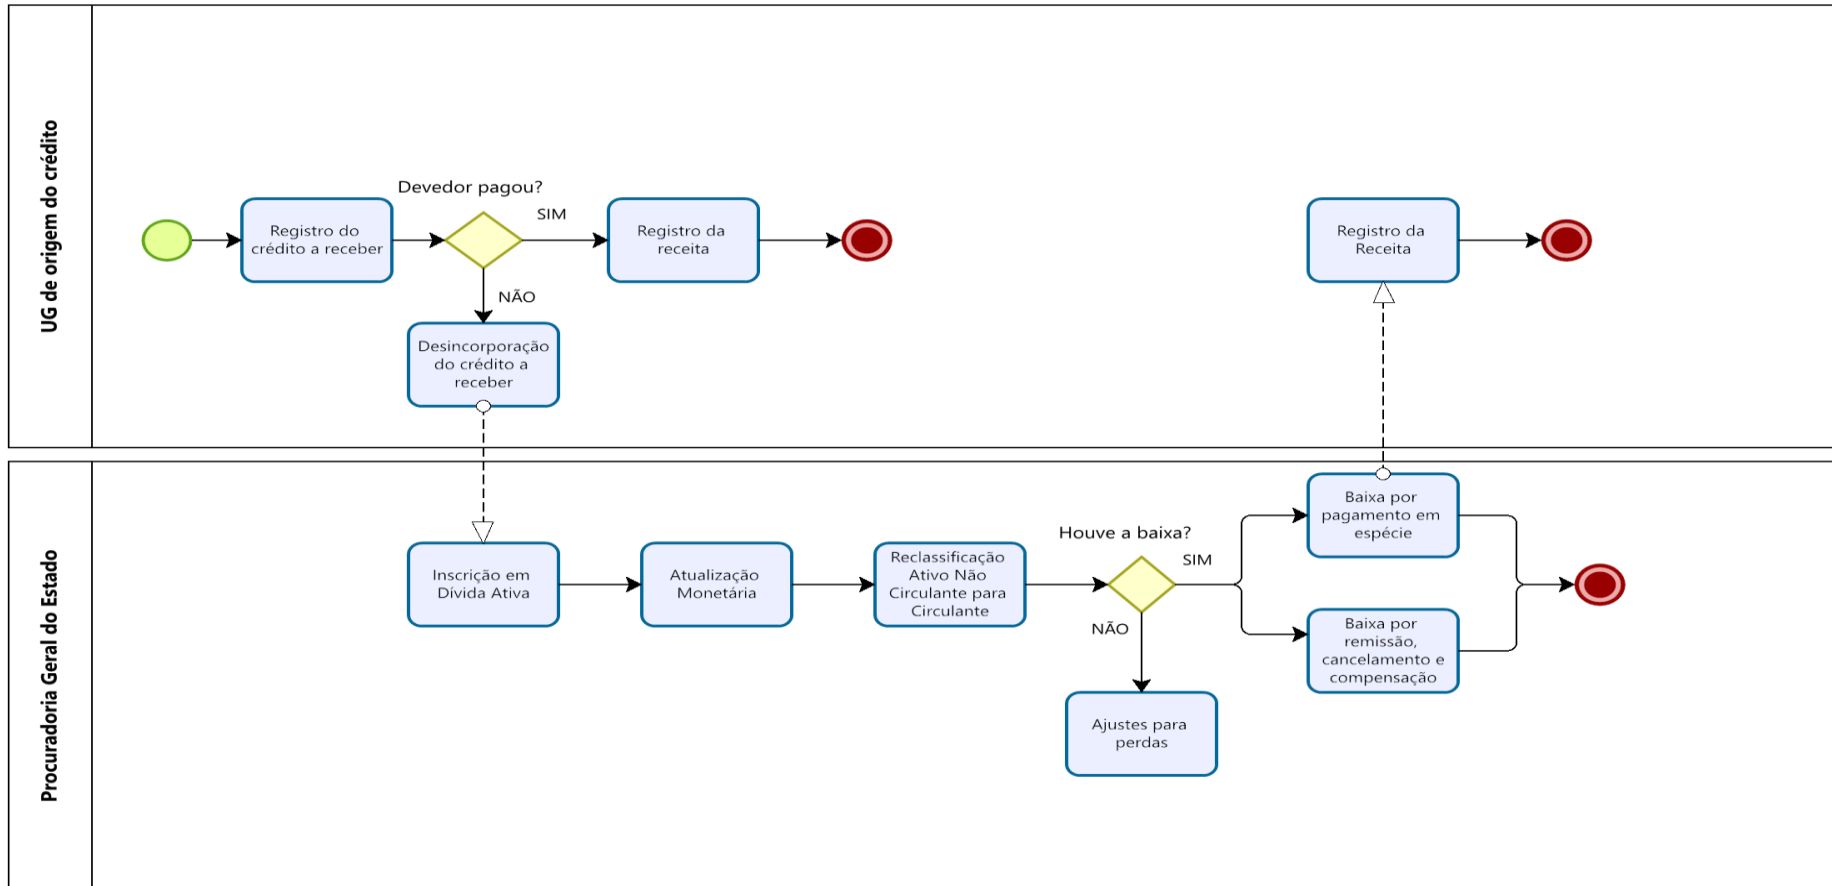 UG de origem do crédito
Devedor pagou?
SIM
Registro do
crédito a receber
Registro da
receita
NÃO
Desincorporação
do crédito a
receber
Registro da
Receita
Procuradoria Geral do Estado
Inscrição em
Dívida Ativa
Atualização
Monetária
Reclassificação
Ativo Não
Circulante para
Circulante
Houve a baixa?
SIM
NÃO
Baixa por
pagamento em
espécie
Baixa por
remissão,
cancelamento e
compensação
Ajustes para
perdas